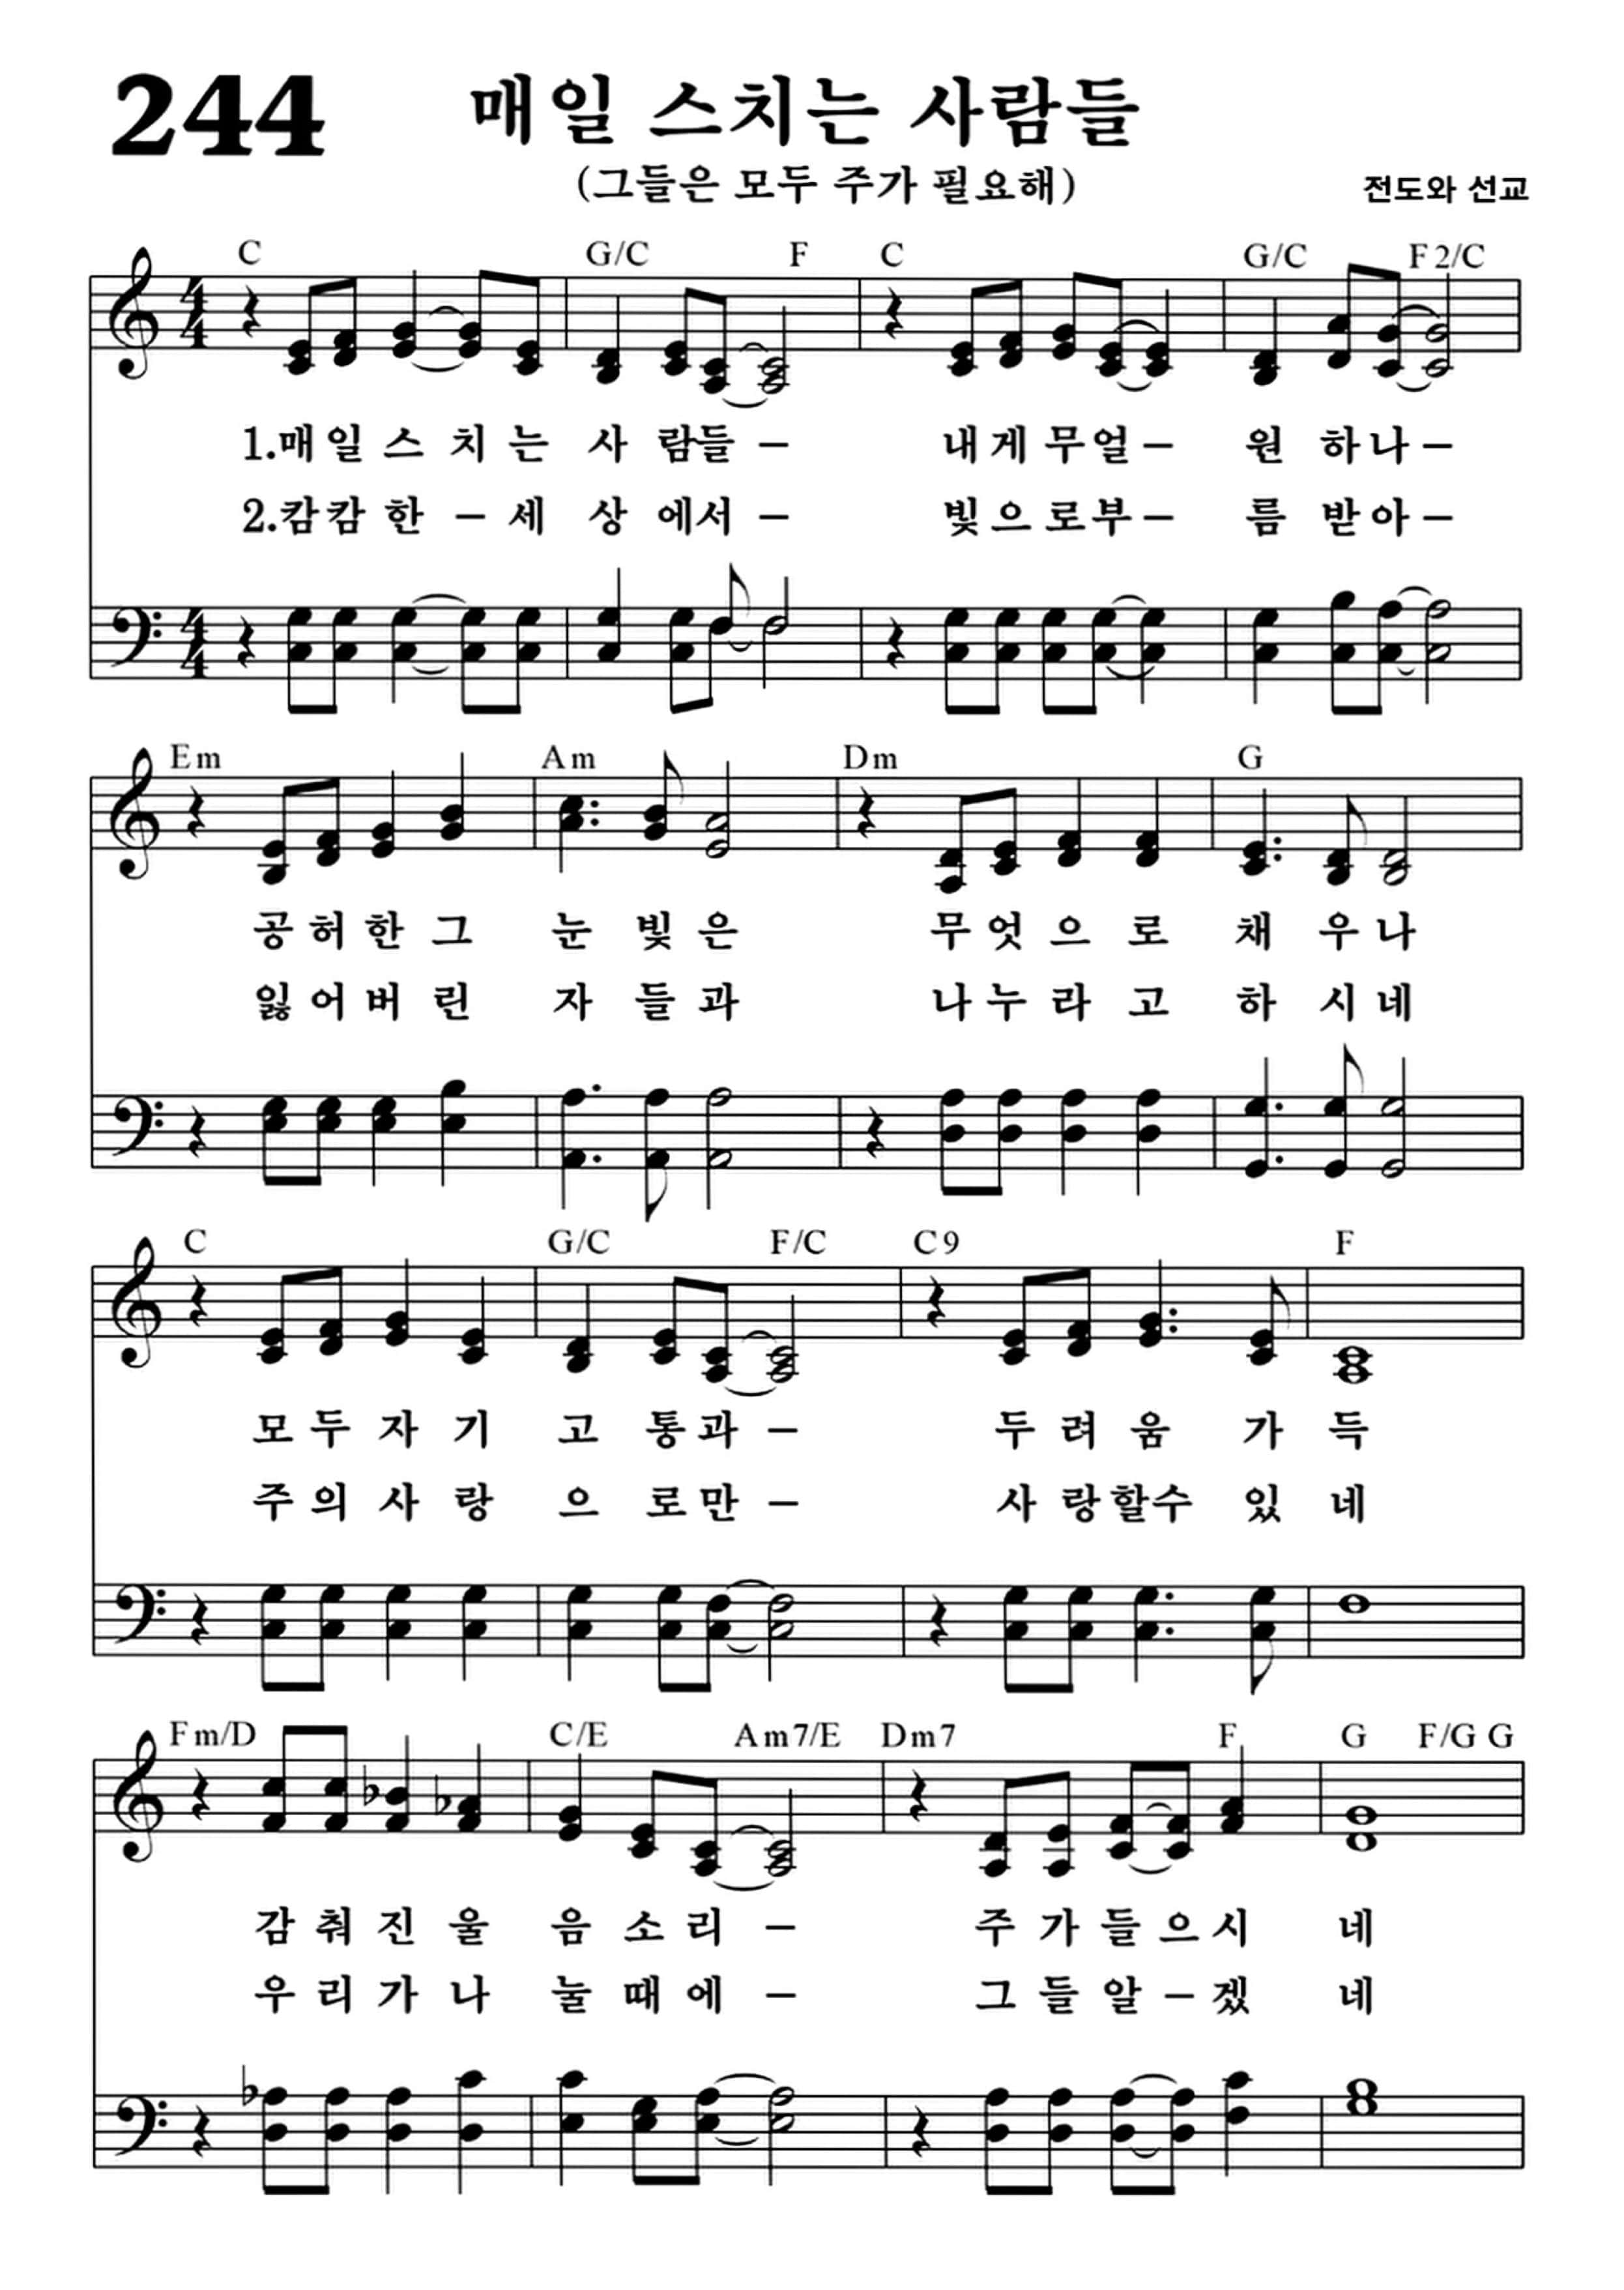 244 매일 스치는 사람들
(그들은 모두 주가 필요해) 전도와 선교
C G/C F C G/C F2/C
4 4
1.매일 스 치 는 사 람들 - 내게 무얼- 원 하나-
2.캄캄 한 - 세 상 에서 - 빛으로부- 름 받아-
4 4
Em Am Dm G
공 허 한 그 눈 빛 은 무 엇 으 로 채 우 나
잃 어 버 린 자 들 과 나 누 라 고 하 시 네
C G/C F/C C9 F
모 두 자 기 고 통 과 - 두 려 움 가 득
주 의 사 랑 으 로 만 - 사 랑 할수 있 네
Fm/D C/E Am7/E Dm7 F G F/G G
감 춰 진 울 음 소 리 - 주 가 들 으 시 네
우 리 가 나 눌 때 에 - 그 들 알 - 겠 네